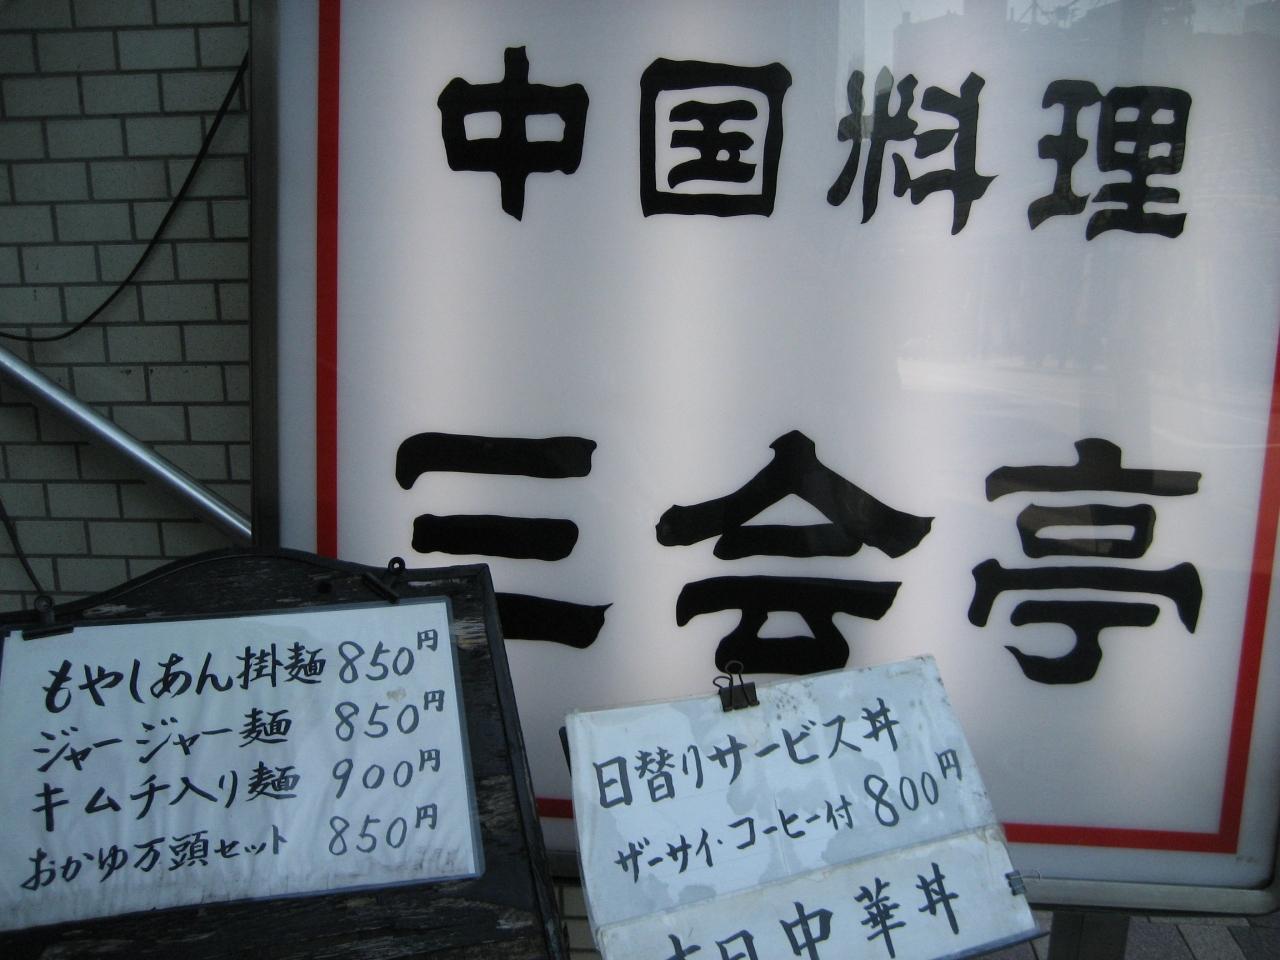 中国料理
三会亭
もやしあん掛麺 850円
ジャージャー麺 850円
キムチ入り麺 900円
おかゆ万頭セット 850円
日替りサービス丼
ザーサイ・コーヒー付 800円
本日中華丼